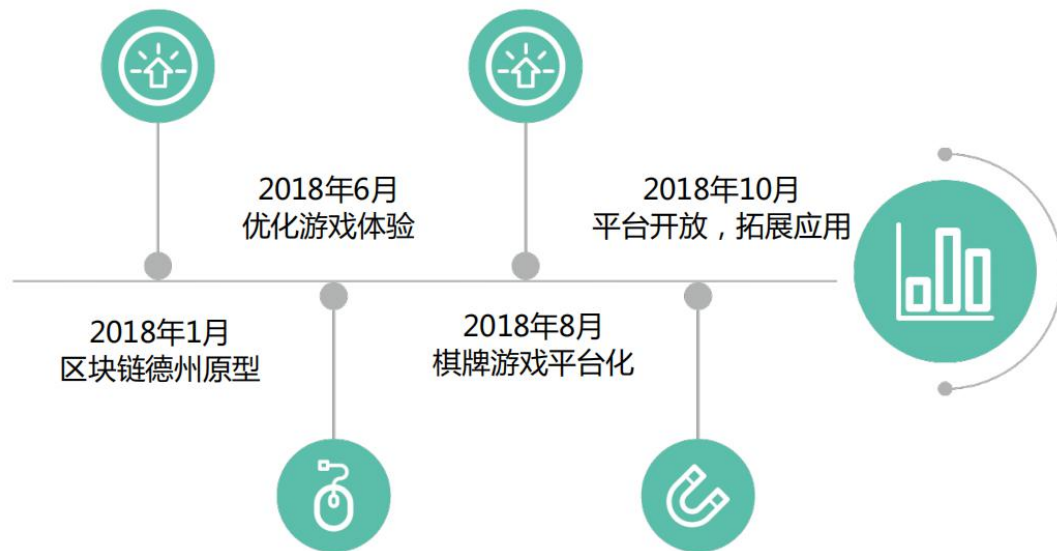 2018年6月
优化游戏体验
2018年10月
平台开放，拓展应用
2018年1月
区块链德州原型
2018年8月
棋牌游戏平台化